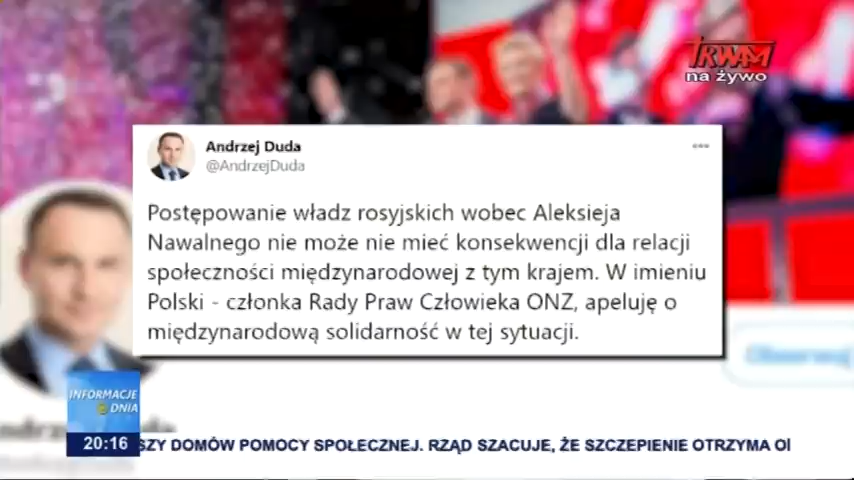 TRWAM
na żywo
Andrzej Duda
@AndrzejDuda
Postępowanie władz rosyjskich wobec Aleksieja
Nawalnego nie może nie mieć konsekwencji dla relacji
społeczności międzynarodowej z tym krajem. W imieniu
Polski - członka Rady Praw Człowieka ONZ, apeluję o
międzynarodową solidarność w tej sytuacji.
INFORMACJE
DNIA
20:16
SZY DOMÓW POMOCY SPOŁECZNEJ. RZĄD SZACUJE, ŻE SZCZEPIENIE OTRZYMA